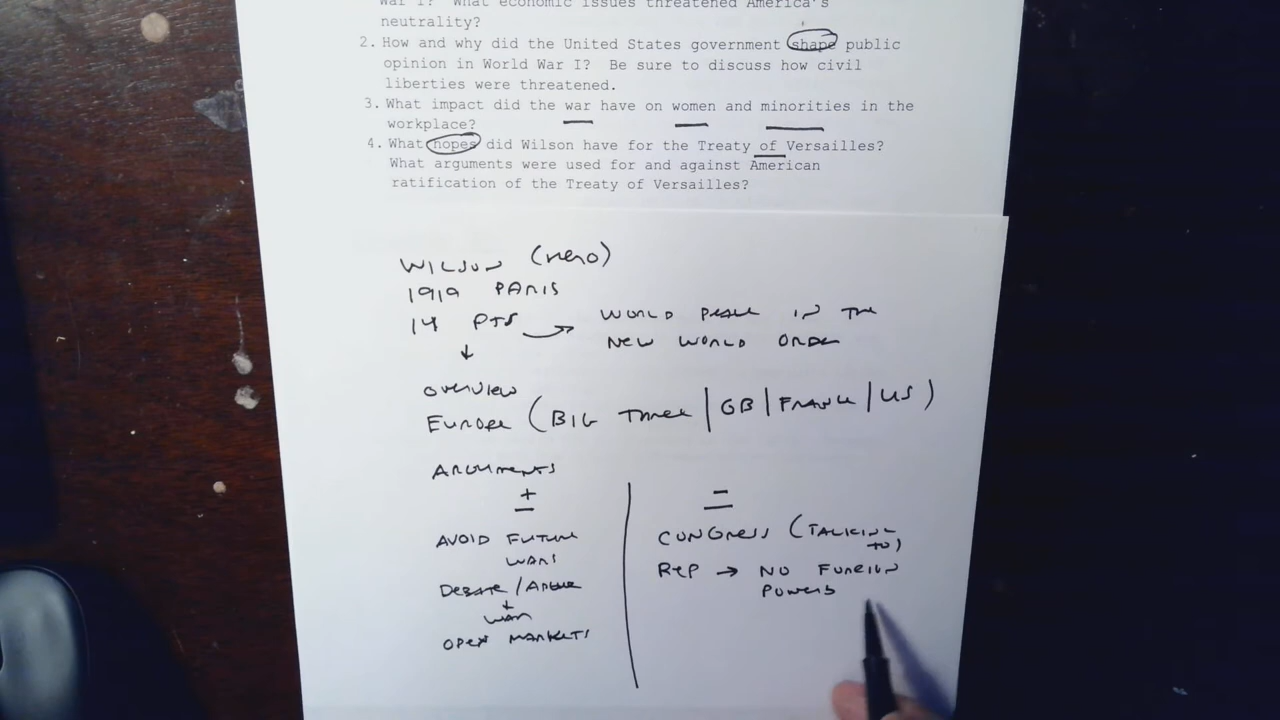 War I? What economic issues threatened America's
neutrality?
2. How and why did the United States government shape public
opinion in World War I? Be sure to discuss how civil
liberties were threatened.
3. What impact did the war have on women and minorities in the
workplace?
4. What hopes did Wilson have for the Treaty of Versailles?
What arguments were used for and against American
ratification of the Treaty of Versailles?
WILSON (hero)
1919 PARIS
14 PTS → WORLD PEACE IN THE
NEW WORLD ORDER
↓
OVERVIEW
EUROPE (BIG THREE | GB | FRANCE | US)
ARGUMENTS
+ –
AVOID FUTURE WARS
DEBATE / ARGUE
↓
WAR
OPEN MARKETS
CONGRESS (TALKING TO)
REP → NO FOREIGN
POWERS